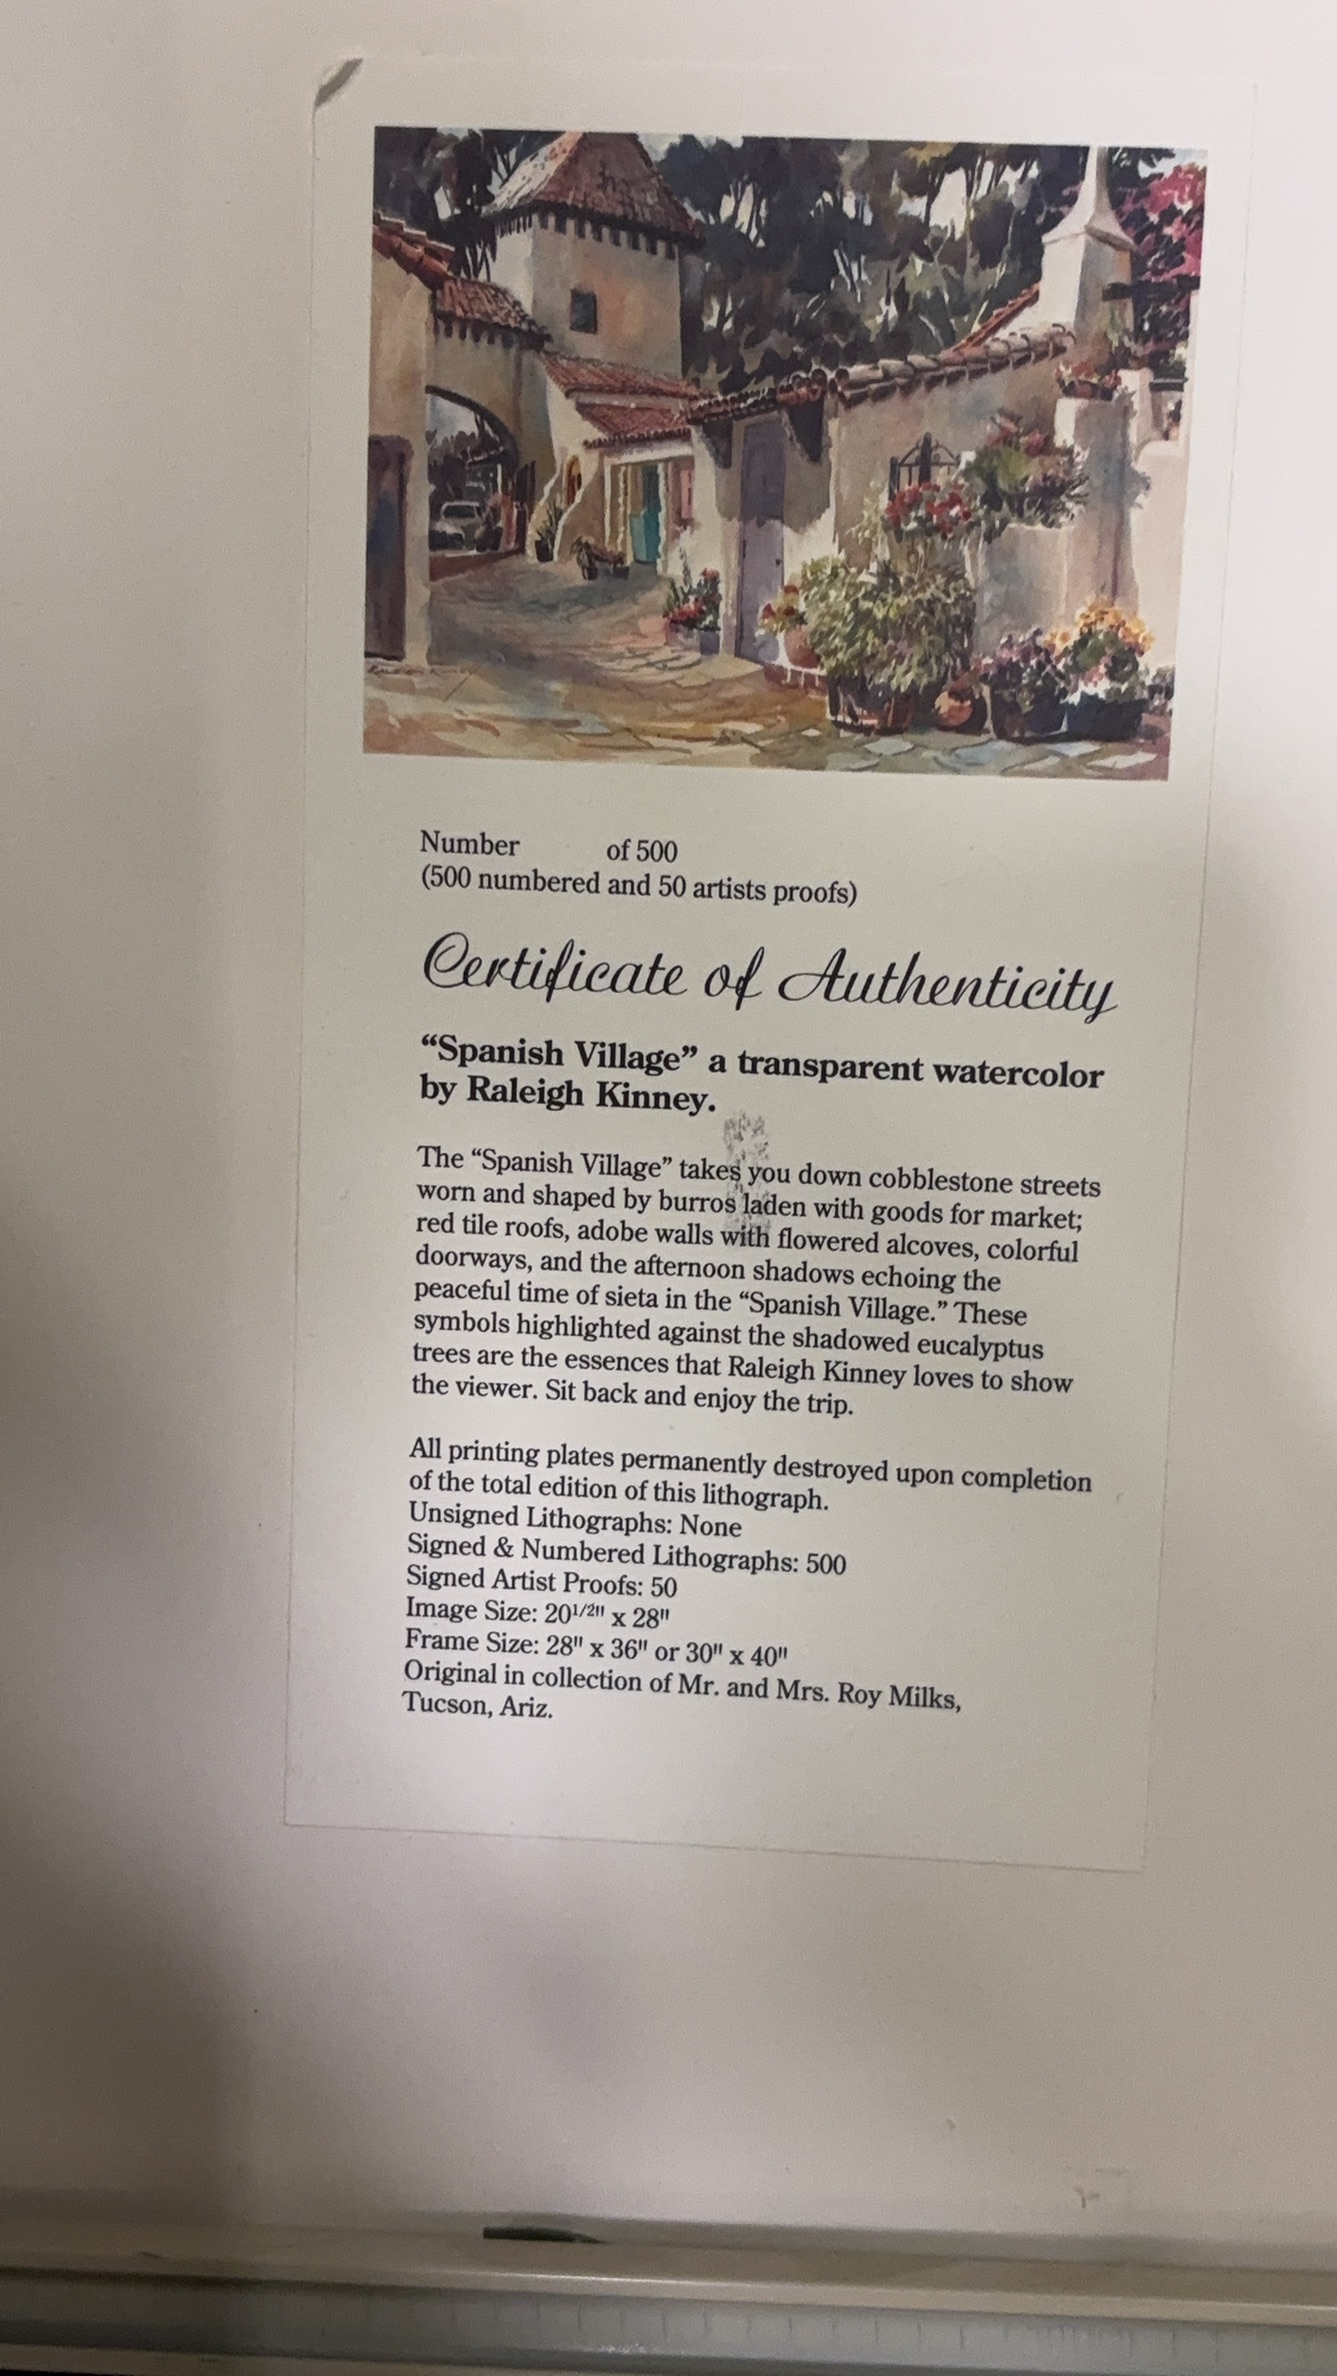 Number of 500
(500 numbered and 50 artists proofs)
Certificate of Authenticity
“Spanish Village” a transparent watercolor
by Raleigh Kinney.
The “Spanish Village” takes you down cobblestone streets
worn and shaped by burros laden with goods for market;
red tile roofs, adobe walls with flowered alcoves, colorful
doorways, and the afternoon shadows echoing the
peaceful time of sieta in the “Spanish Village.” These
symbols highlighted against the shadowed eucalyptus
trees are the essences that Raleigh Kinney loves to show
the viewer. Sit back and enjoy the trip.
All printing plates permanently destroyed upon completion
of the total edition of this lithograph.
Unsigned Lithographs: None
Signed & Numbered Lithographs: 500
Signed Artist Proofs: 50
Image Size: 20 1/2" x 28"
Frame Size: 28" x 36" or 30" x 40"
Original in collection of Mr. and Mrs. Roy Milks,
Tucson, Ariz.